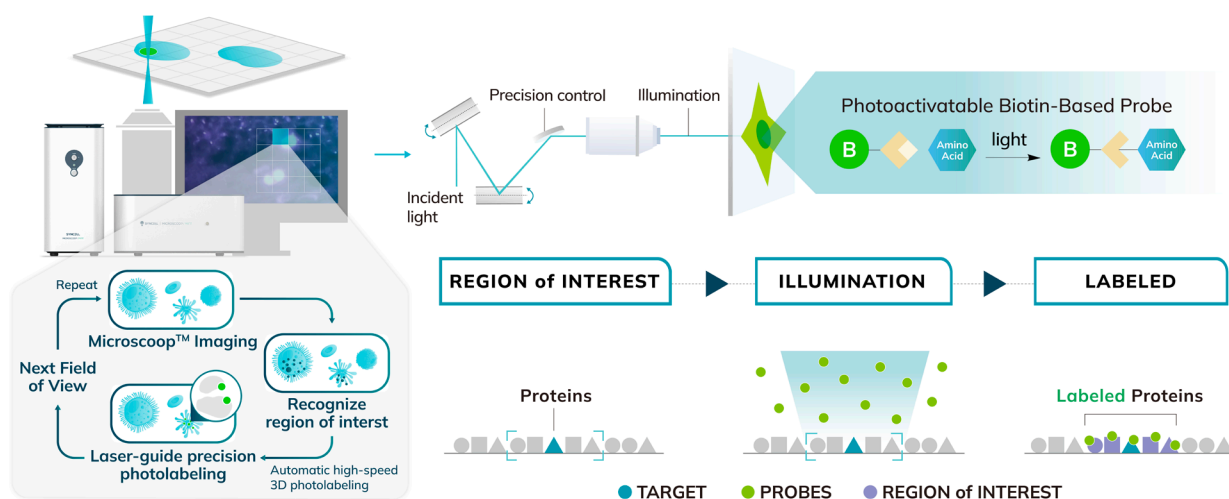 Repeat
Microscoop™ Imaging
Next Field
of View
Recognize
region of interst
Laser-guide precision
photolabeling
Automatic high-speed
3D photolabeling
Precision control
Illumination
Incident
light
Photoactivatable Biotin-Based Probe
B
Amino
Acid
light
B
Amino
Acid
REGION of INTEREST
ILLUMINATION
LABELED
Proteins
Labeled Proteins
TARGET
PROBES
REGION of INTEREST